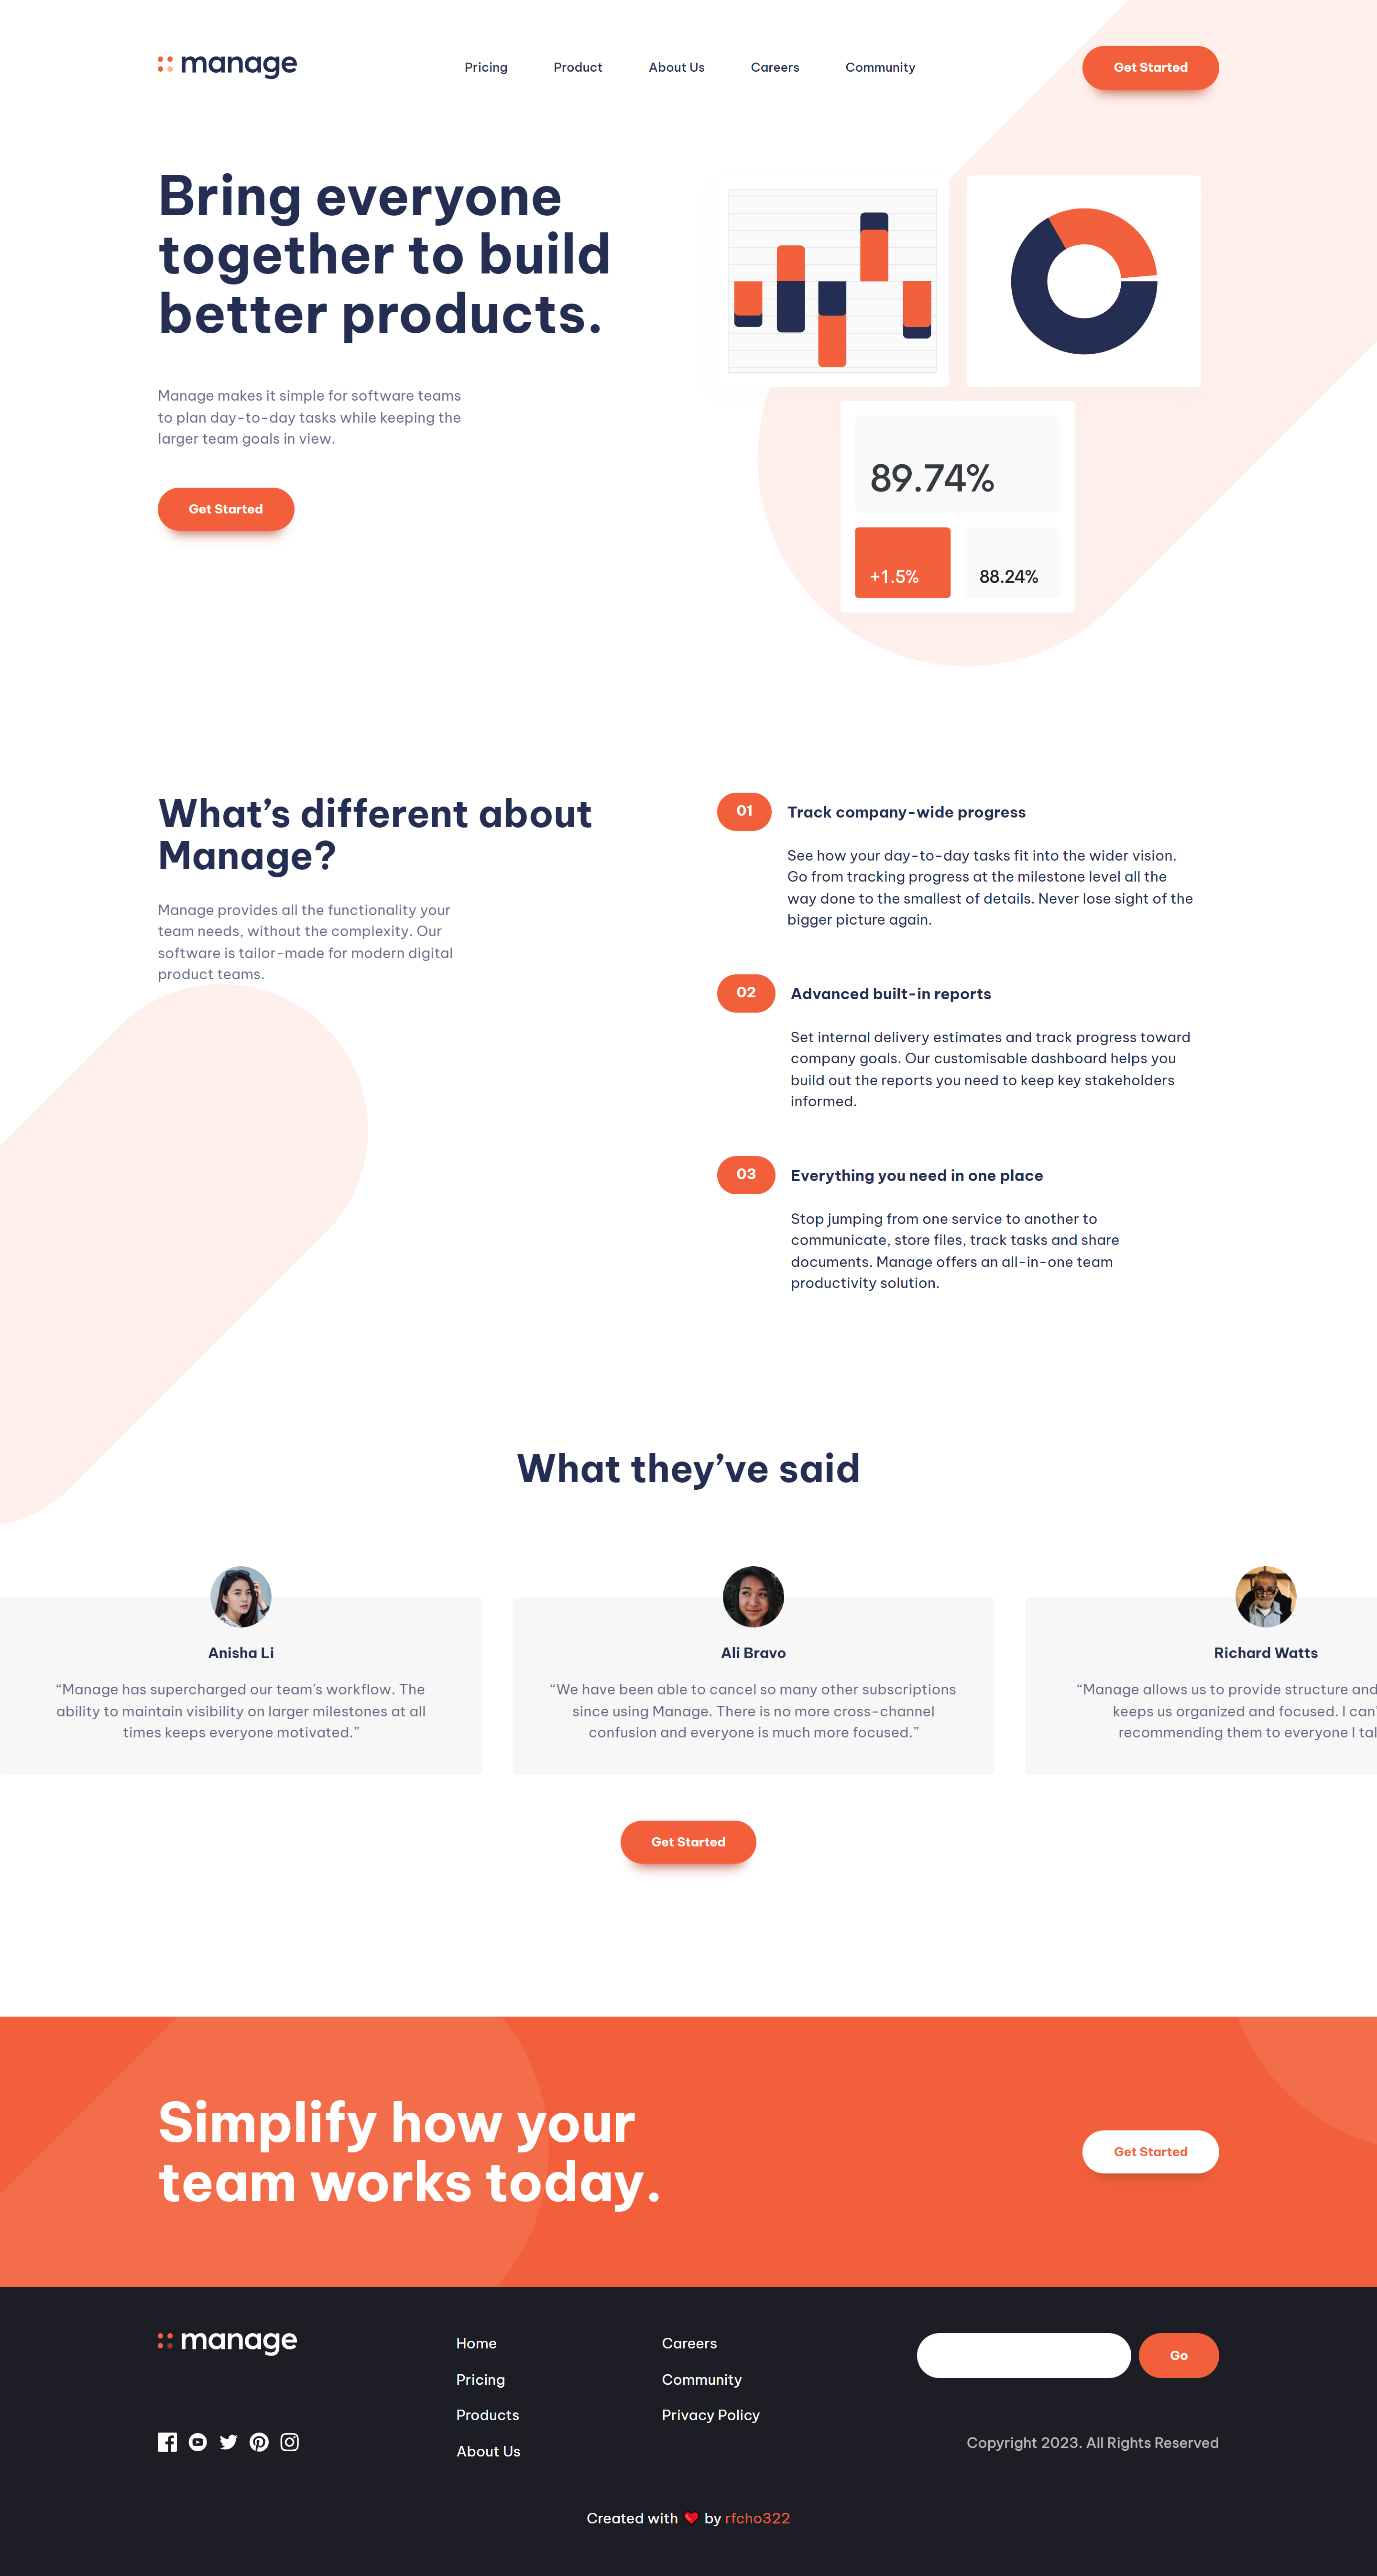 manage
Pricing
Product
About Us
Careers
Community
Get Started
Bring everyone
together to build
better products.
Manage makes it simple for software teams
to plan day-to-day tasks while keeping the
larger team goals in view.
Get Started
89.74%
+1.5%
88.24%
What’s different about
Manage?
Manage provides all the functionality your
team needs, without the complexity. Our
software is tailor-made for modern digital
product teams.
01
Track company-wide progress
See how your day-to-day tasks fit into the wider vision.
Go from tracking progress at the milestone level all the
way done to the smallest of details. Never lose sight of the
bigger picture again.
02
Advanced built-in reports
Set internal delivery estimates and track progress toward
company goals. Our customisable dashboard helps you
build out the reports you need to keep key stakeholders
informed.
03
Everything you need in one place
Stop jumping from one service to another to
communicate, store files, track tasks and share
documents. Manage offers an all-in-one team
productivity solution.
What they’ve said
Anisha Li
“Manage has supercharged our team’s workflow. The
ability to maintain visibility on larger milestones at all
times keeps everyone motivated.”
Ali Bravo
“We have been able to cancel so many other subscriptions
since using Manage. There is no more cross-channel
confusion and everyone is much more focused.”
Richard Watts
“Manage allows us to provide structure and
keeps us organized and focused. I can’
recommending them to everyone I tal
Get Started
Simplify how your
team works today.
Get Started
manage
Home
Pricing
Products
About Us
Careers
Community
Privacy Policy
Go
Copyright 2023. All Rights Reserved
Created with ❤️ by rfcho322